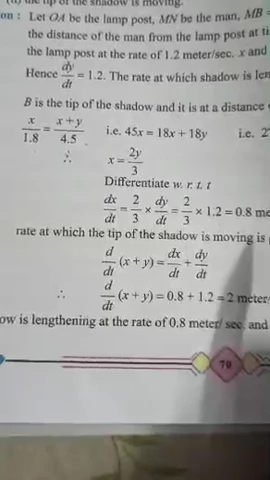 the tip of the shadow is moving.
on : Let OA be the lamp post, MN be the man, MB =
the distance of the man from the lamp post at ti
the lamp post at the rate of 1.2 meter/sec. x and
Hence dy/dt = 1.2. The rate at which shadow is len
B is the tip of the shadow and it is at a distance
x/1.8 = (x+y)/4.5 i.e. 45x = 18x + 18y i.e. 2
∴ x = 2y/3
Differentiate w. r. t. t
dx/dt = 2/3 × dy/dt = 2/3 × 1.2 = 0.8 me
rate at which the tip of the shadow is moving is
d/dt (x + y) = dx/dt + dy/dt
∴ d/dt (x + y) = 0.8 + 1.2 = 2 meter/
ow is lengthening at the rate of 0.8 meter/ sec. and
79